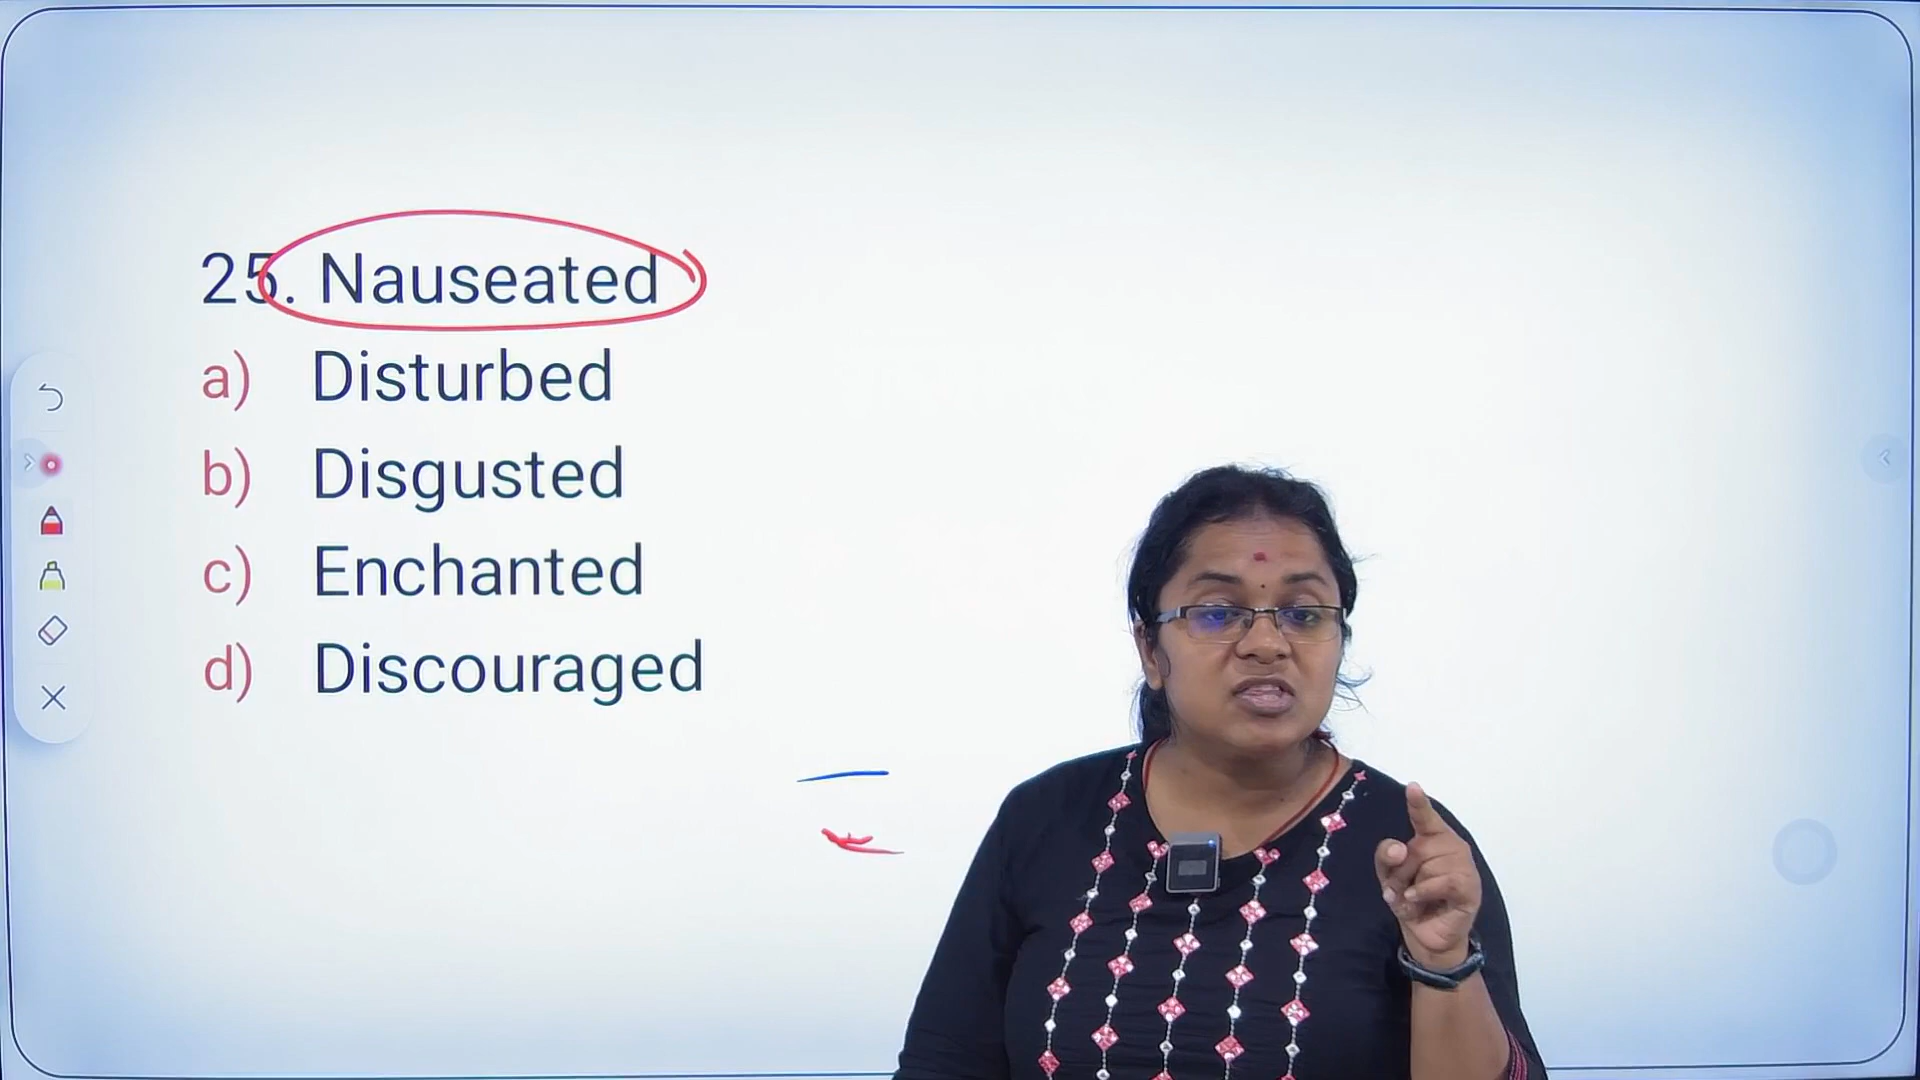 25. Nauseated
a) Disturbed
b) Disgusted
c) Enchanted
d) Discouraged